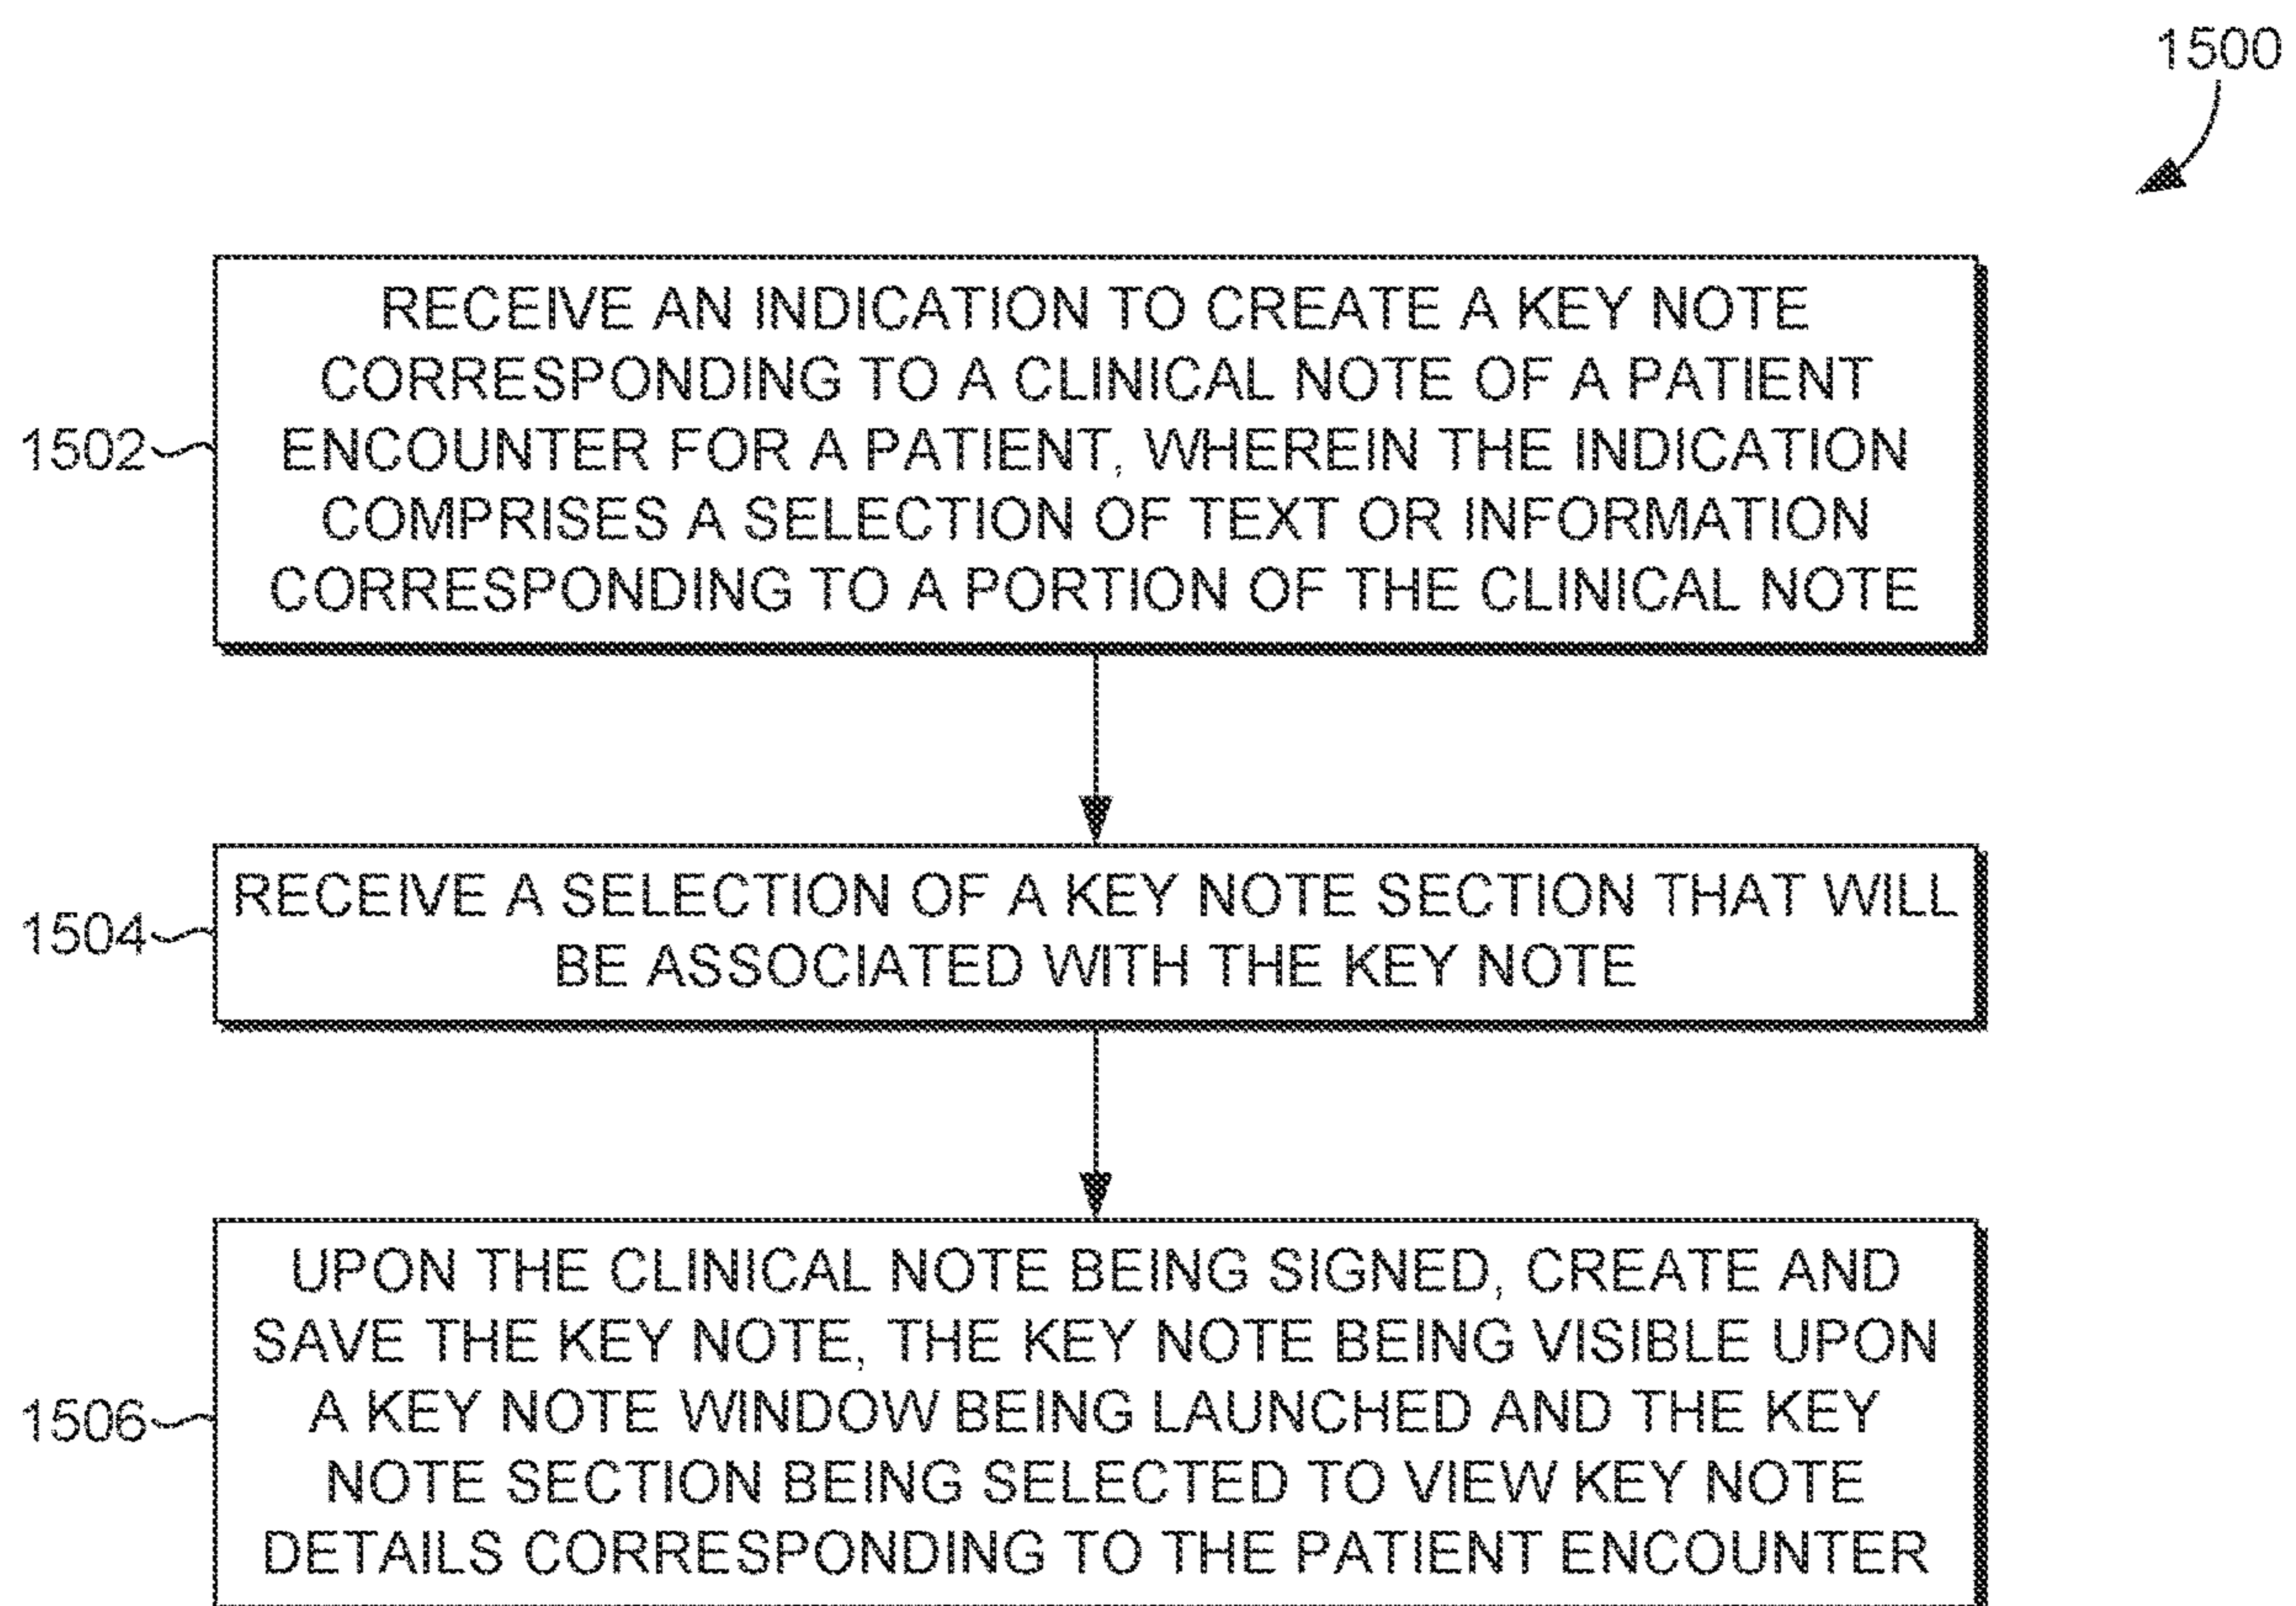 1500
RECEIVE AN INDICATION TO CREATE A KEY NOTE
CORRESPONDING TO A CLINICAL NOTE OF A PATIENT
1502
ENCOUNTER FOR A PATIENT, WHEREIN THE INDICATION
COMPRISES A SELECTION OF TEXT OR INFORMATION
CORRESPONDING TO A PORTION OF THE CLINICAL NOTE
RECEIVE A SELECTION OF A KEY NOTE SECTION THAT WILL
1504
BE ASSOCIATED WITH THE KEY NOTE
UPON THE CLINICAL NOTE BEING SIGNED, CREATE AND
SAVE THE KEY NOTE, THE KEY NOTE BEING VISIBLE UPON
1506
A KEY NOTE WINDOW BEING LAUNCHED AND THE KEY
NOTE SECTION BEING SELECTED TO VIEW KEY NOTE
DETAILS CORRESPONDING TO THE PATIENT ENCOUNTER